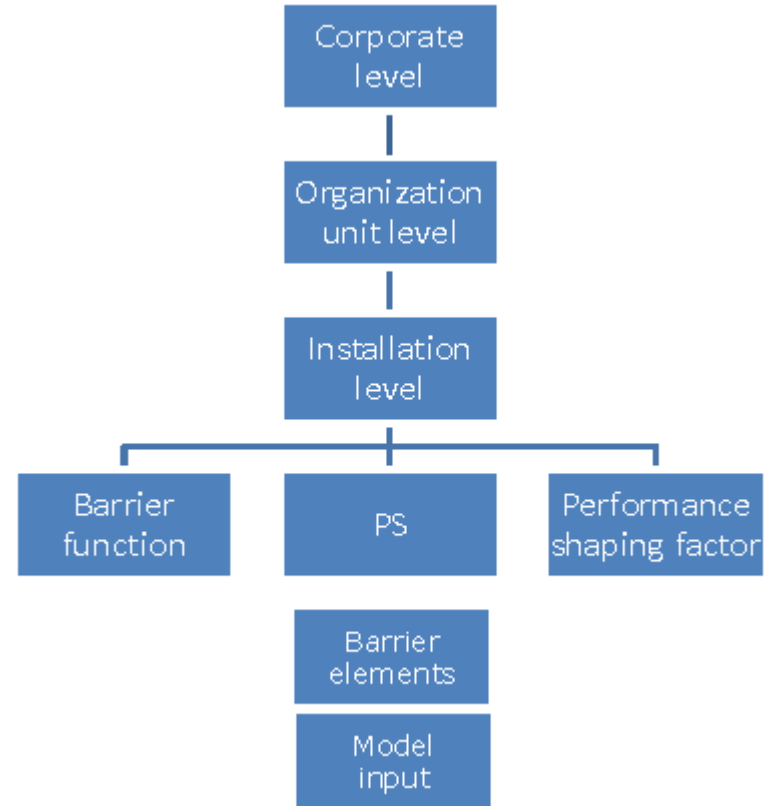 Corporate
level
Organization
unit level
Installation
level
Barrier
function
PS
Performance
shaping factor
Barrier
elements
Model
input